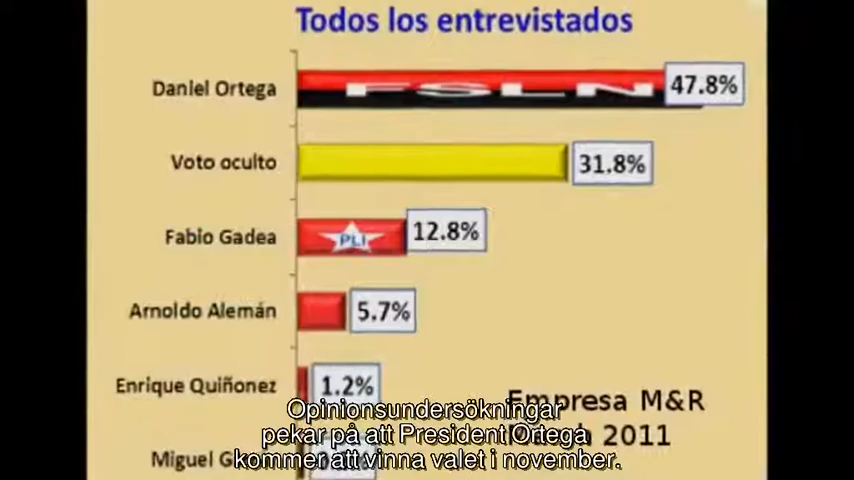 Todos los entrevistados
Daniel Ortega
FSLN
47.8%
Voto oculto
31.8%
Fabio Gadea
PLI
12.8%
Arnoldo Alemán
5.7%
Enrique Quiñonez
1.2%
Empresa M&R
March 2011
Miguel
Opinionsundersökningar
pekar på att President Ortega
kommer att vinna valet i november.